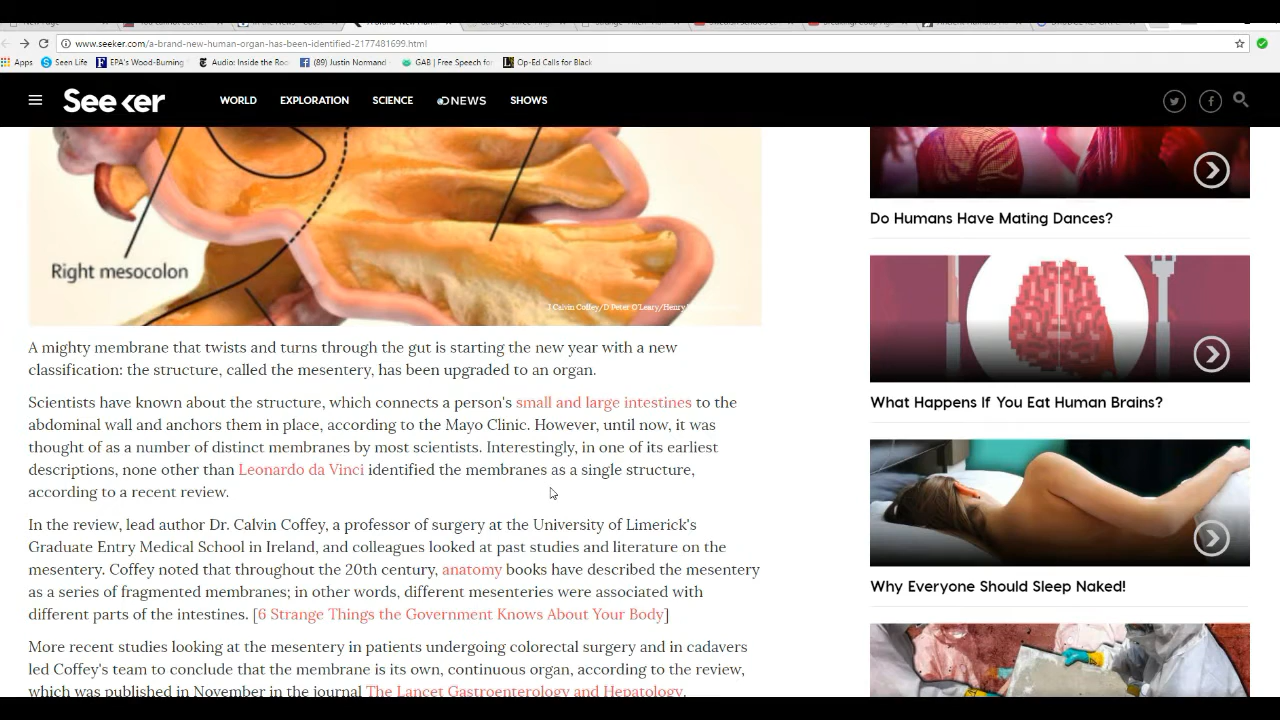 www.seeker.com/a-brand-new-human-organ-has-been-identified-2177481699.html
Apps Seen Life EPA's Wood-Burning Audio: Inside the Roo (89) Justin Normand GAB | Free Speech for Op-Ed Calls for Black
Seeker WORLD EXPLORATION SCIENCE DNEWS SHOWS
Right mesocolon
J Calvin Coffey/D Peter O'Leary/Henry
A mighty membrane that twists and turns through the gut is starting the new year with a new
classification: the structure, called the mesentery, has been upgraded to an organ.
Scientists have known about the structure, which connects a person's small and large intestines to the
abdominal wall and anchors them in place, according to the Mayo Clinic. However, until now, it was
thought of as a number of distinct membranes by most scientists. Interestingly, in one of its earliest
descriptions, none other than Leonardo da Vinci identified the membranes as a single structure,
according to a recent review.
In the review, lead author Dr. Calvin Coffey, a professor of surgery at the University of Limerick's
Graduate Entry Medical School in Ireland, and colleagues looked at past studies and literature on the
mesentery. Coffey noted that throughout the 20th century, anatomy books have described the mesentery
as a series of fragmented membranes; in other words, different mesenteries were associated with
different parts of the intestines. [6 Strange Things the Government Knows About Your Body]
More recent studies looking at the mesentery in patients undergoing colorectal surgery and in cadavers
led Coffey's team to conclude that the membrane is its own, continuous organ, according to the review,
which was published in November in the journal The Lancet Gastroenterology and Hepatology.
Do Humans Have Mating Dances?
What Happens If You Eat Human Brains?
Why Everyone Should Sleep Naked!